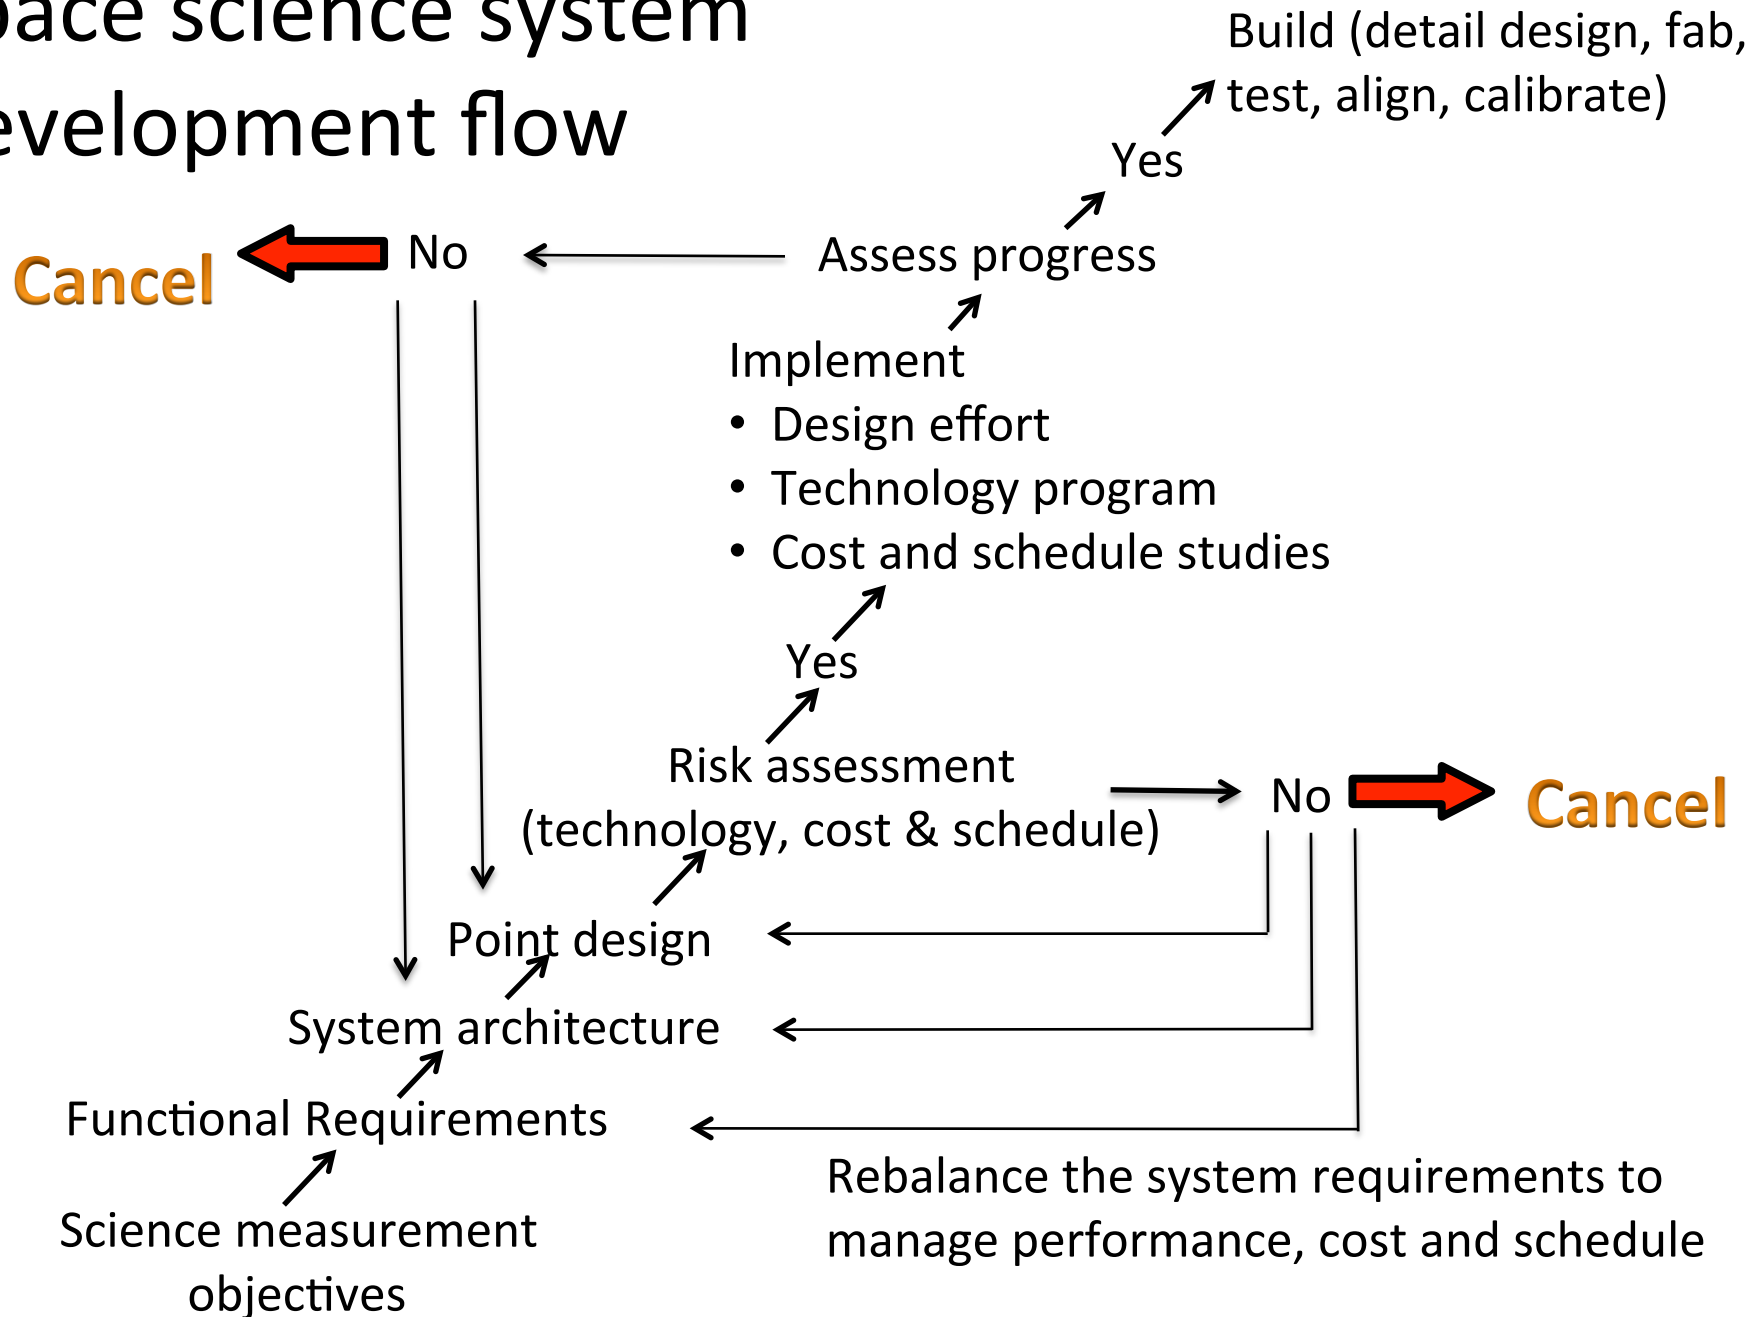 pace science system
evelopment flow
Build (detail design, fab,
test, align, calibrate)
Yes
Cancel
No
Assess progress
Implement
• Design effort
• Technology program
• Cost and schedule studies
Yes
Risk assessment
(technology, cost & schedule)
No
Cancel
Point design
System architecture
Functional Requirements
Rebalance the system requirements to
manage performance, cost and schedule
Science measurement
objectives